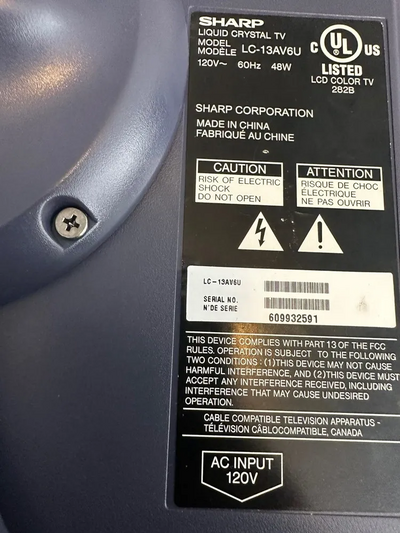 SHARP
LIQUID CRYSTAL TV
MODEL
MODÈLE LC-13AV6U
120V~ 60Hz 48W
C UL US
LISTED
LCD COLOR TV
282B
SHARP CORPORATION
MADE IN CHINA
FABRIQUÉ AU CHINE
CAUTION
RISK OF ELECTRIC
SHOCK
DO NOT OPEN
ATTENTION
RISQUE DE CHOC
ÉLECTRIQUE
NE PAS OUVRIR
LC-13AV6U
SERIAL NO.
N°DE SERIE
609932591
THIS DEVICE COMPLIES WITH PART 13 OF THE FCC
RULES. OPERATION IS SUBJECT TO THE FOLLOWING
TWO CONDITIONS : (1)THIS DEVICE MAY NOT CAUSE
HARMFUL INTERFERENCE, AND (2)THIS DEVICE MUST
ACCEPT ANY INTERFERENCE RECEIVED, INCLUDING
INTERFERENCE THAT MAY CAUSE UNDESIRED
OPERATION.
CABLE COMPATIBLE TELEVISION APPARATUS -
TÉLÉVISION CÂBLOCOMPATIBLE, CANADA
AC INPUT
120V